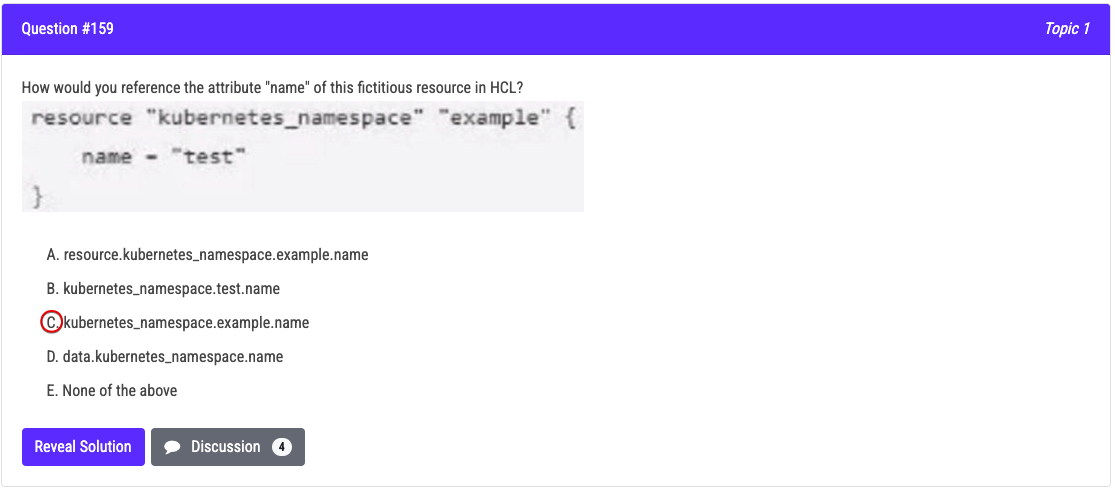 Question #159
Topic 1
How would you reference the attribute "name" of this fictitious resource in HCL?
resource "kubernetes_namespace" "example" {
name = "test"
}
A. resource.kubernetes_namespace.example.name
B. kubernetes_namespace.test.name
C. kubernetes_namespace.example.name
D. data.kubernetes_namespace.name
E. None of the above
Reveal Solution
Discussion 4